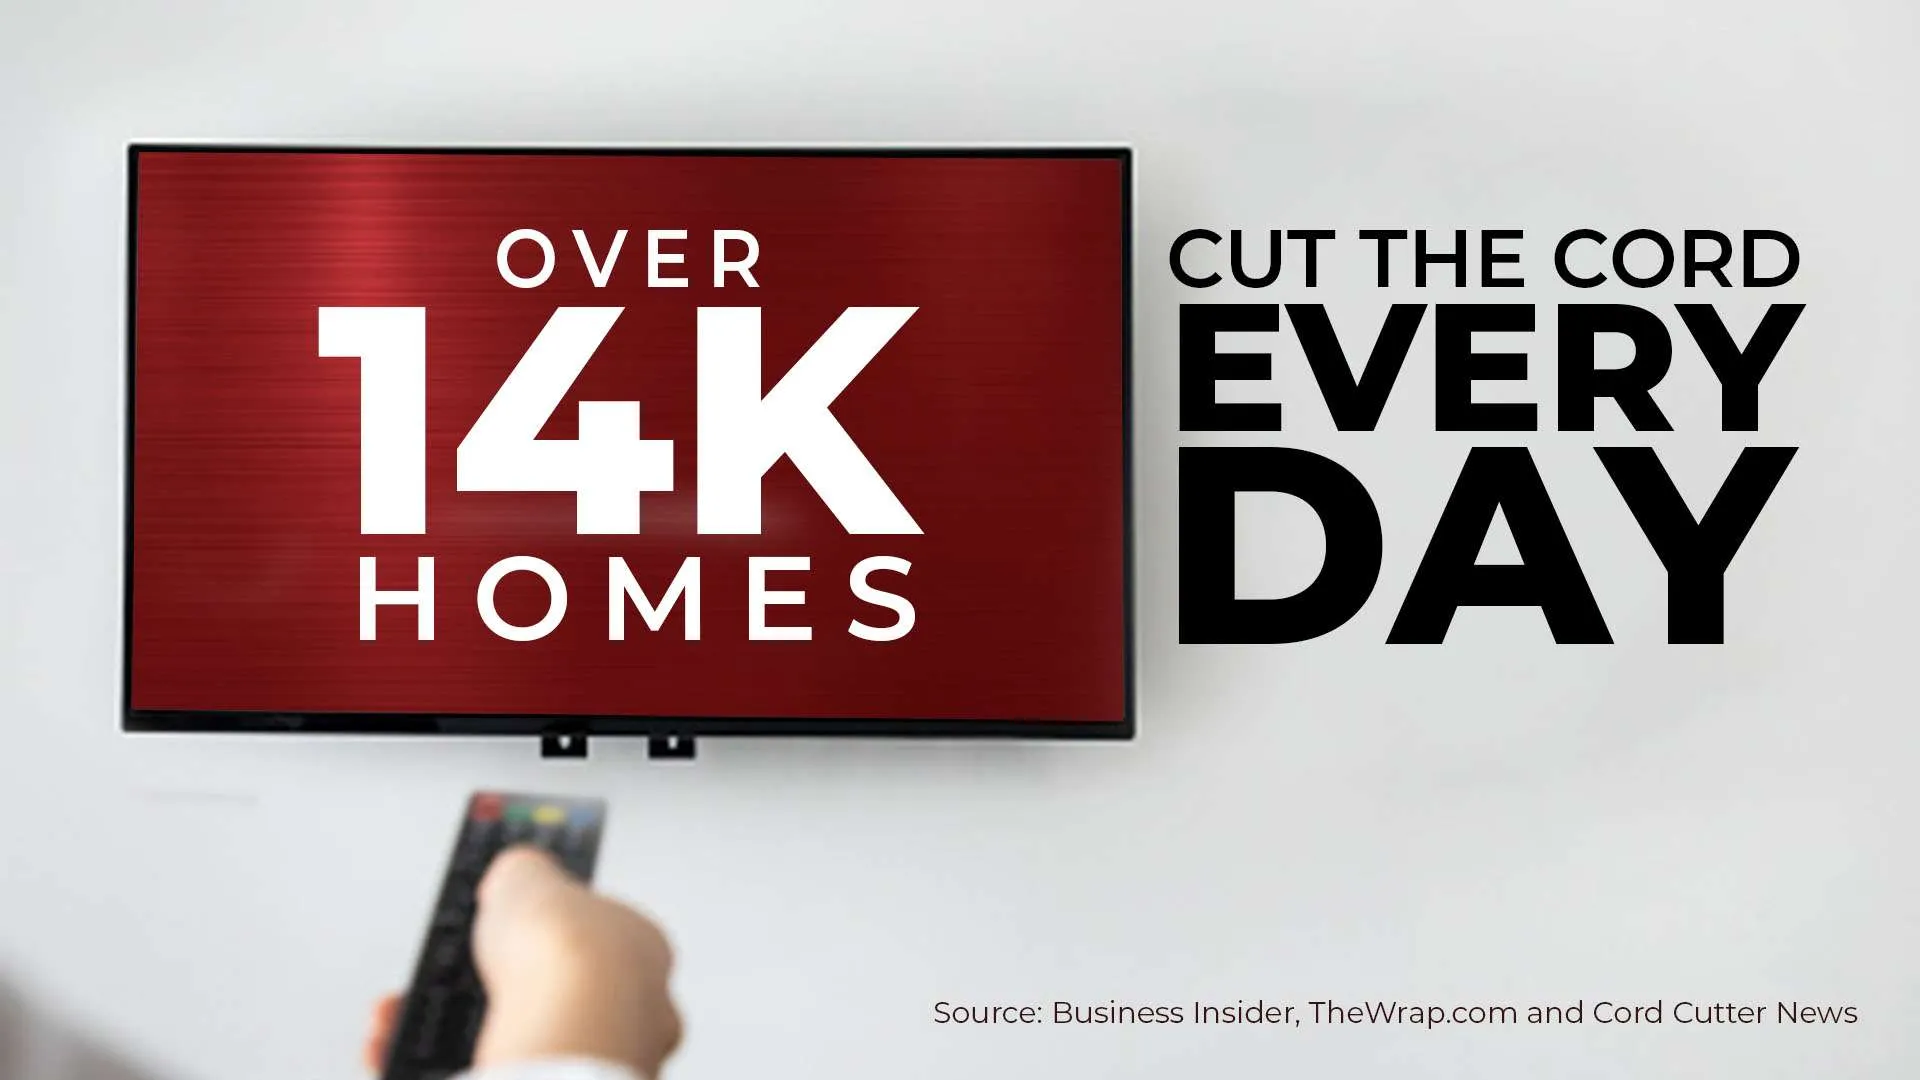 OVER
14K
HOMES
CUT THE CORD
EVERY
DAY
Source: Business Insider, TheWrap.com and Cord Cutter News